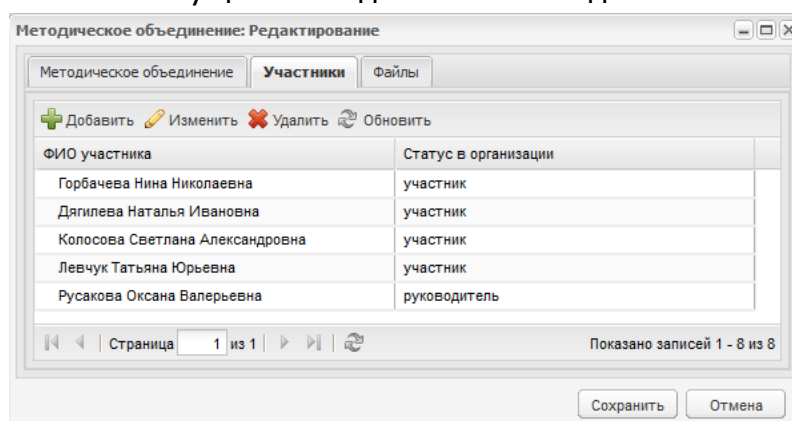 Методическое объединение: Редактирование
Методическое объединение Участники Файлы
Добавить Изменить Удалить Обновить
ФИО участника Статус в организации
Горбачева Нина Николаевна участник
Дягилева Наталья Ивановна участник
Колосова Светлана Александровна участник
Левчук Татьяна Юрьевна участник
Русакова Оксана Валерьевна руководитель
Страница 1 из 1 Показано записей 1 - 8 из 8
Сохранить Отмена